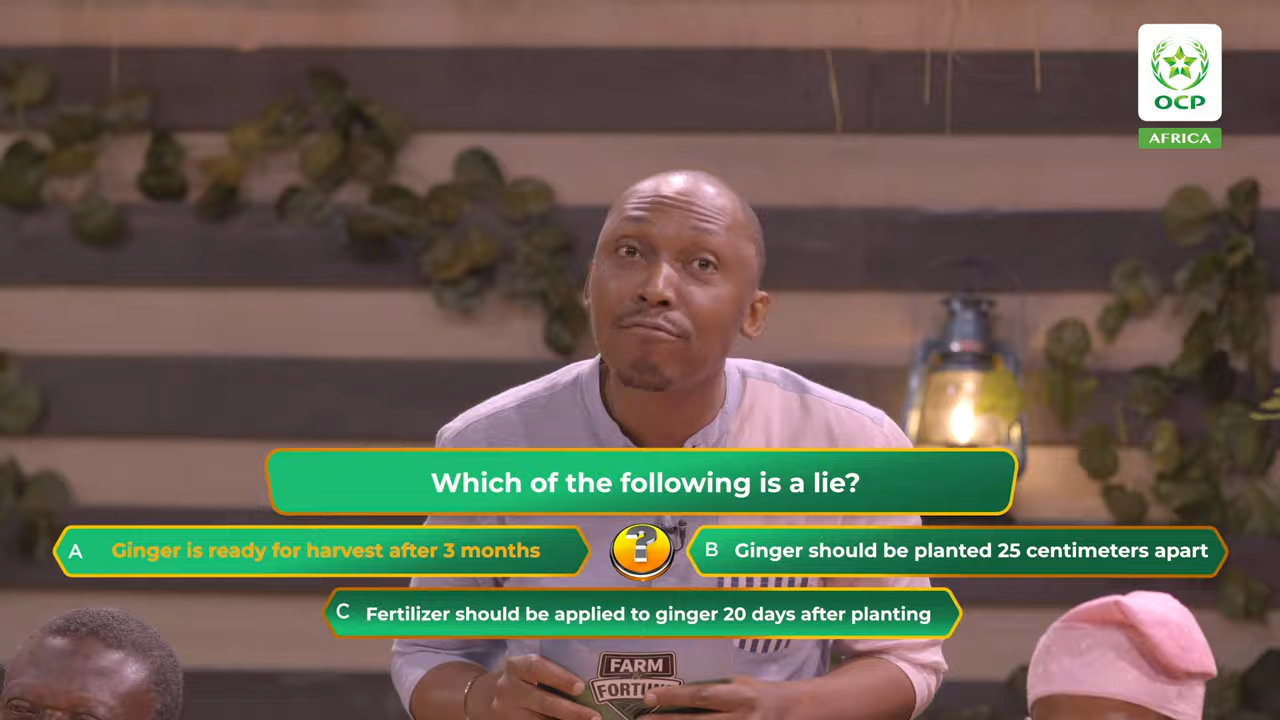 OCP
AFRICA
Which of the following is a lie?
A Ginger is ready for harvest after 3 months
?
B Ginger should be planted 25 centimeters apart
C Fertilizer should be applied to ginger 20 days after planting
FARM
FORTUNE